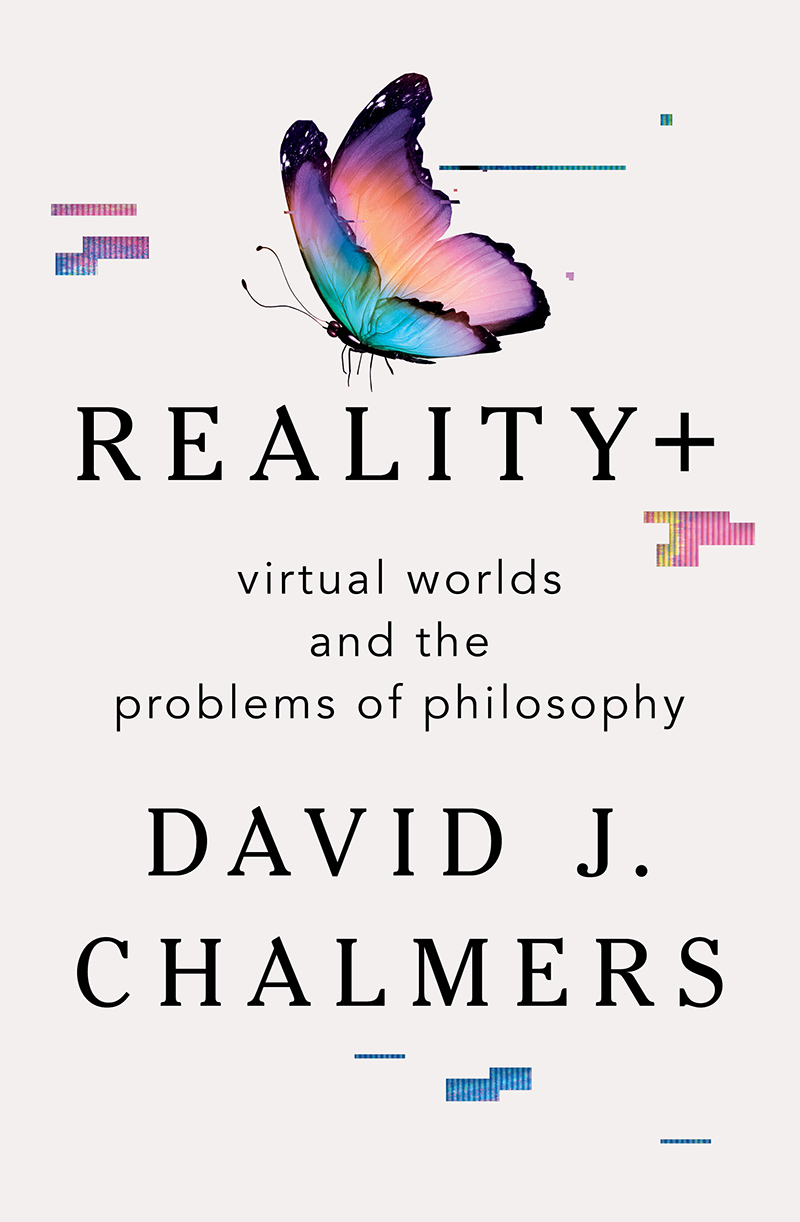 REALITY+
virtual worlds
and the
problems of philosophy
DAVID J.
CHALMERS